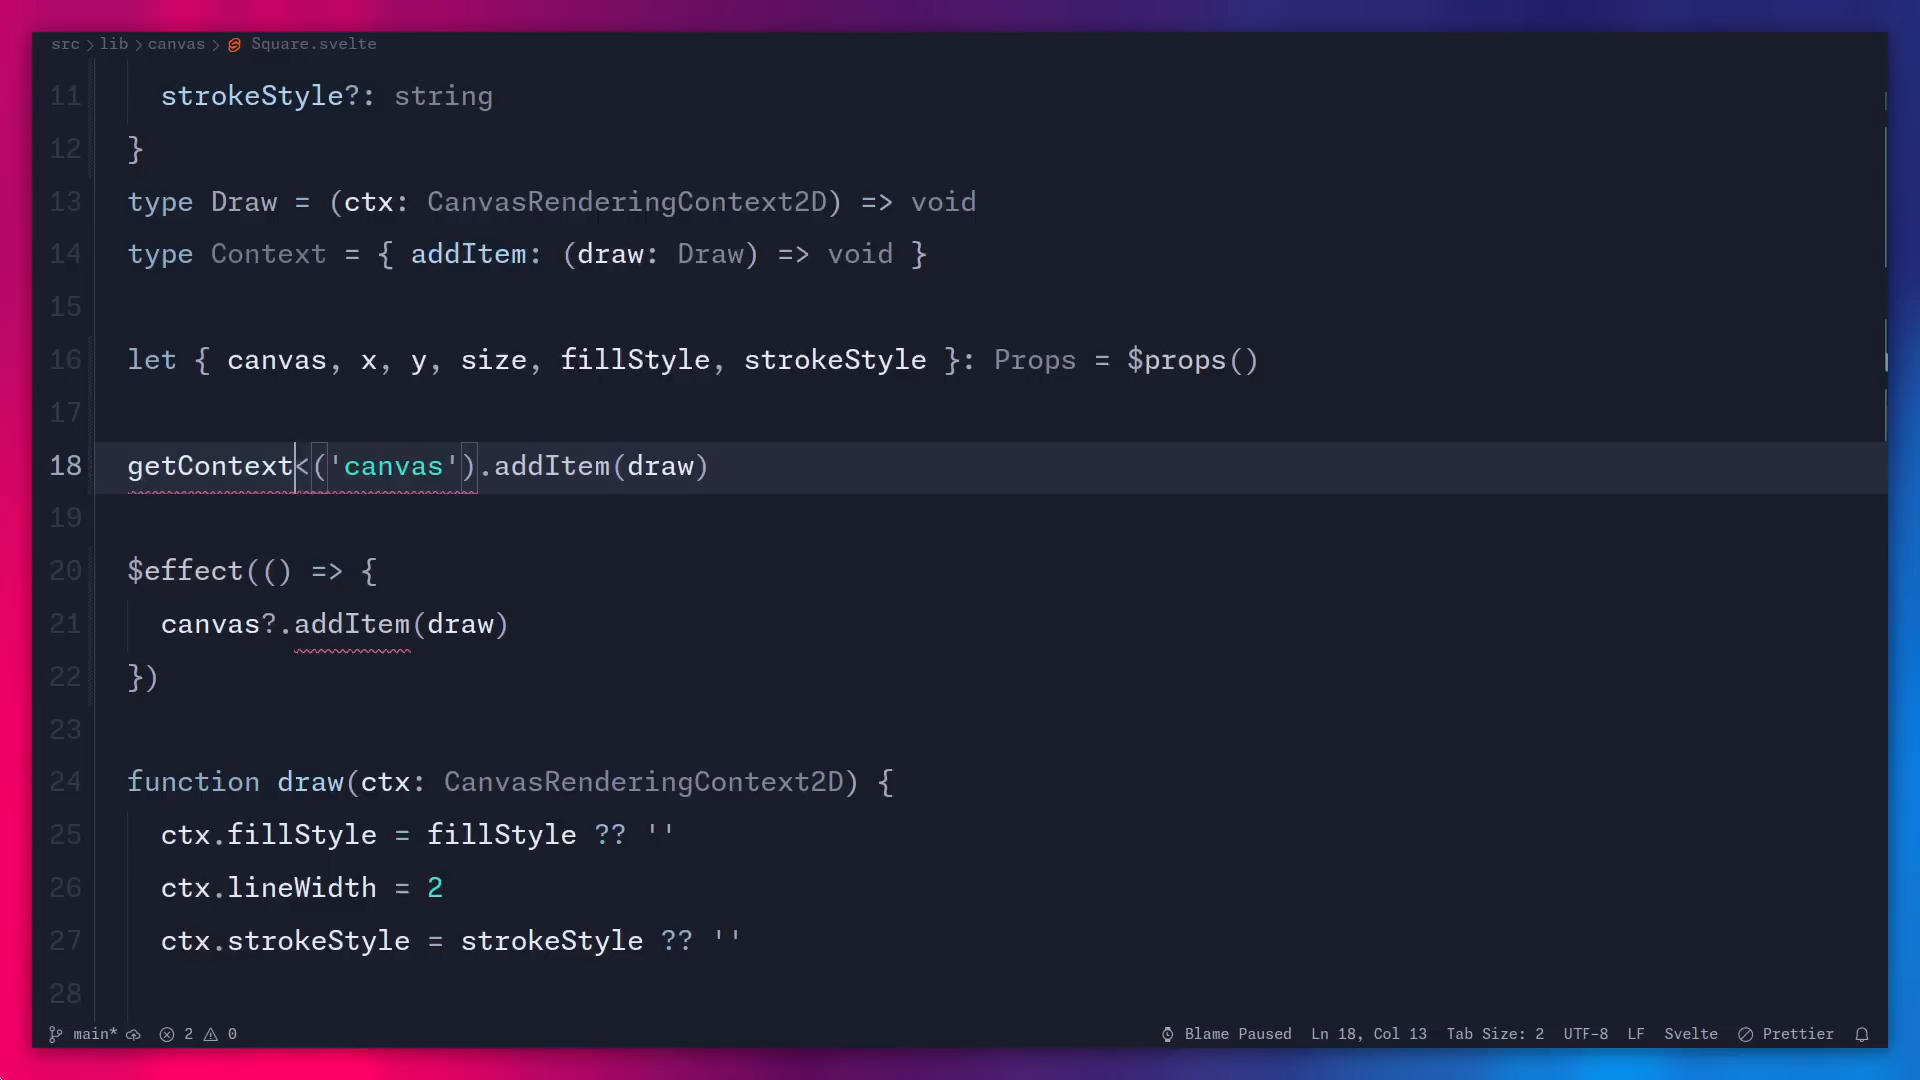 src > lib > canvas > Square.svelte
11 strokeStyle?: string
12 }
13 type Draw = (ctx: CanvasRenderingContext2D) => void
14 type Context = { addItem: (draw: Draw) => void }
15
16 let { canvas, x, y, size, fillStyle, strokeStyle }: Props = $props()
17
18 getContext<('canvas').addItem(draw)
19
20 $effect(() => {
21 canvas?.addItem(draw)
22 })
23
24 function draw(ctx: CanvasRenderingContext2D) {
25 ctx.fillStyle = fillStyle ?? ''
26 ctx.lineWidth = 2
27 ctx.strokeStyle = strokeStyle ?? ''
28
main* 2 0 Blame Paused Ln 18, Col 13 Tab Size: 2 UTF-8 LF Svelte Prettier